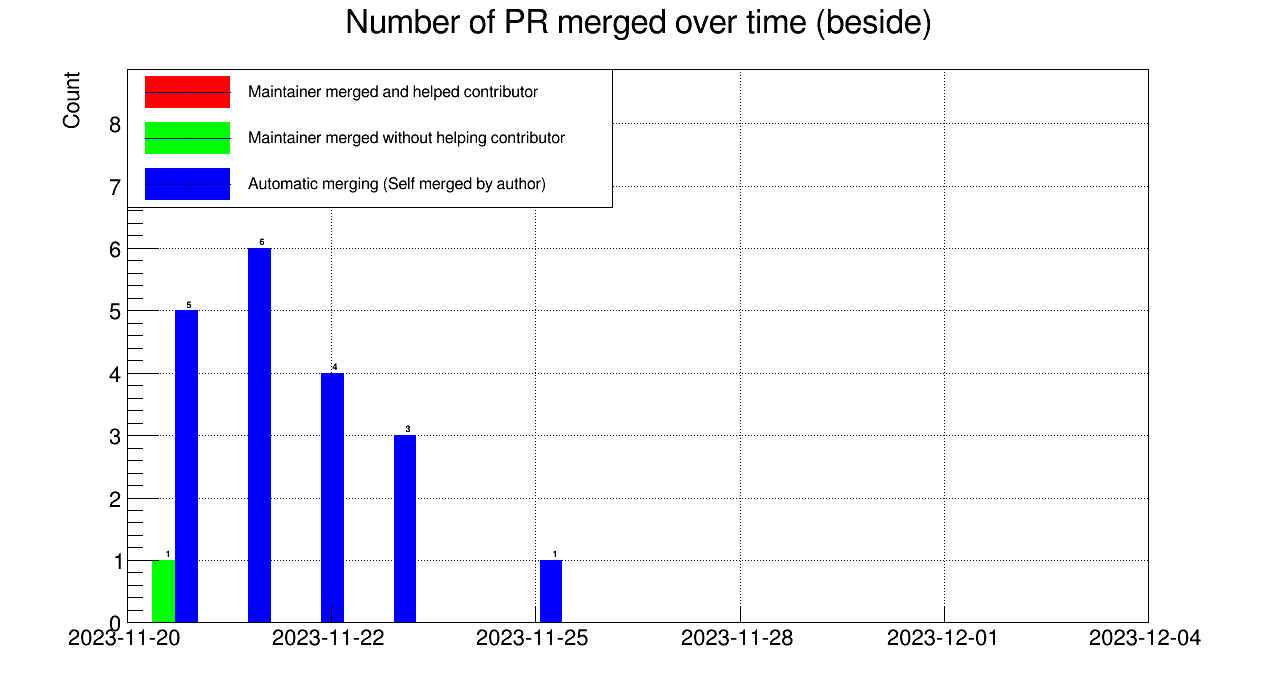 Number of PR merged over time (beside)
Count
Maintainer merged and helped contributor
Maintainer merged without helping contributor
Automatic merging (Self merged by author)
8
7
6
5
4
3
2
1
0
1
5
6
4
3
1
2023-11-20 2023-11-22 2023-11-25 2023-11-28 2023-12-01 2023-12-04